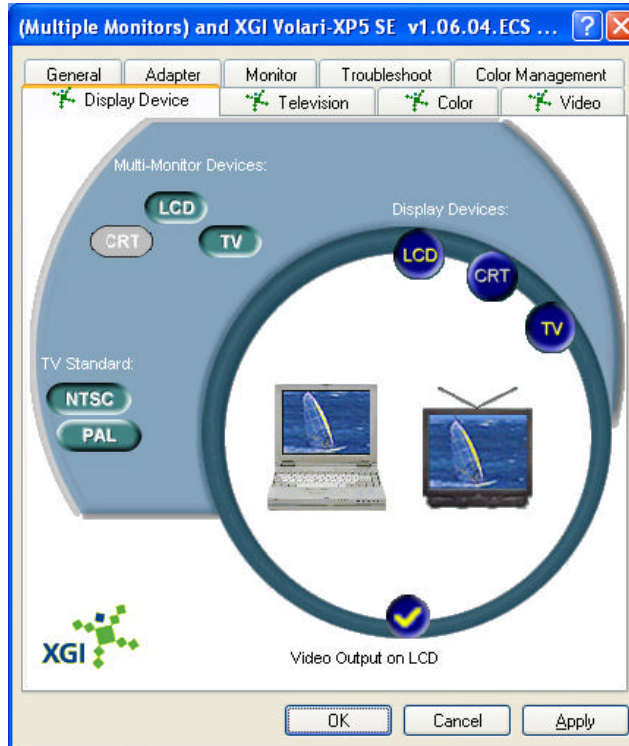 (Multiple Monitors) and XGI Volari-XP5 SE v1.06.04.ECS ...
General Adapter Monitor Troubleshoot Color Management
Display Device Television Color Video
Multi-Monitor Devices:
LCD
CRT TV
Display Devices:
LCD
CRT
TV
TV Standard:
NTSC
PAL
XGI
Video Output on LCD
OK Cancel Apply